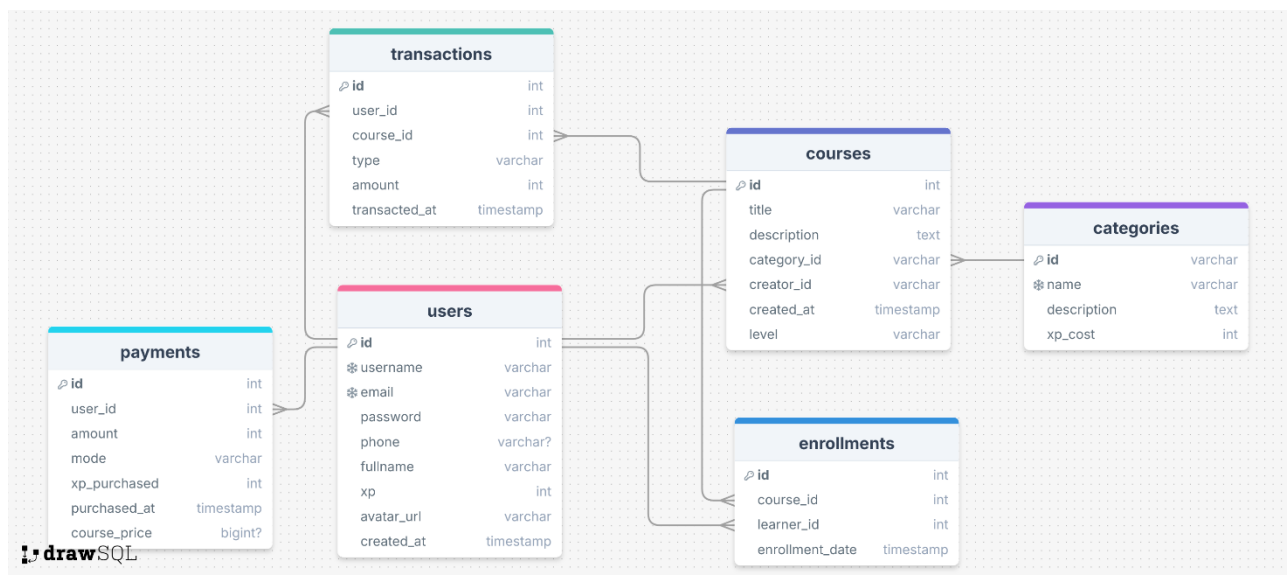 transactions
id int
user_id int
course_id int
type varchar
amount int
transacted_at timestamp
courses
id int
title varchar
description text
category_id varchar
creator_id varchar
created_at timestamp
level varchar
categories
id varchar
name varchar
description text
xp_cost int
users
id int
username varchar
email varchar
password varchar
phone varchar?
fullname varchar
xp int
avatar_url varchar
created_at timestamp
payments
id int
user_id int
amount int
mode varchar
xp_purchased int
purchased_at timestamp
course_price bigint?
enrollments
id int
course_id int
learner_id int
enrollment_date timestamp
drawSQL